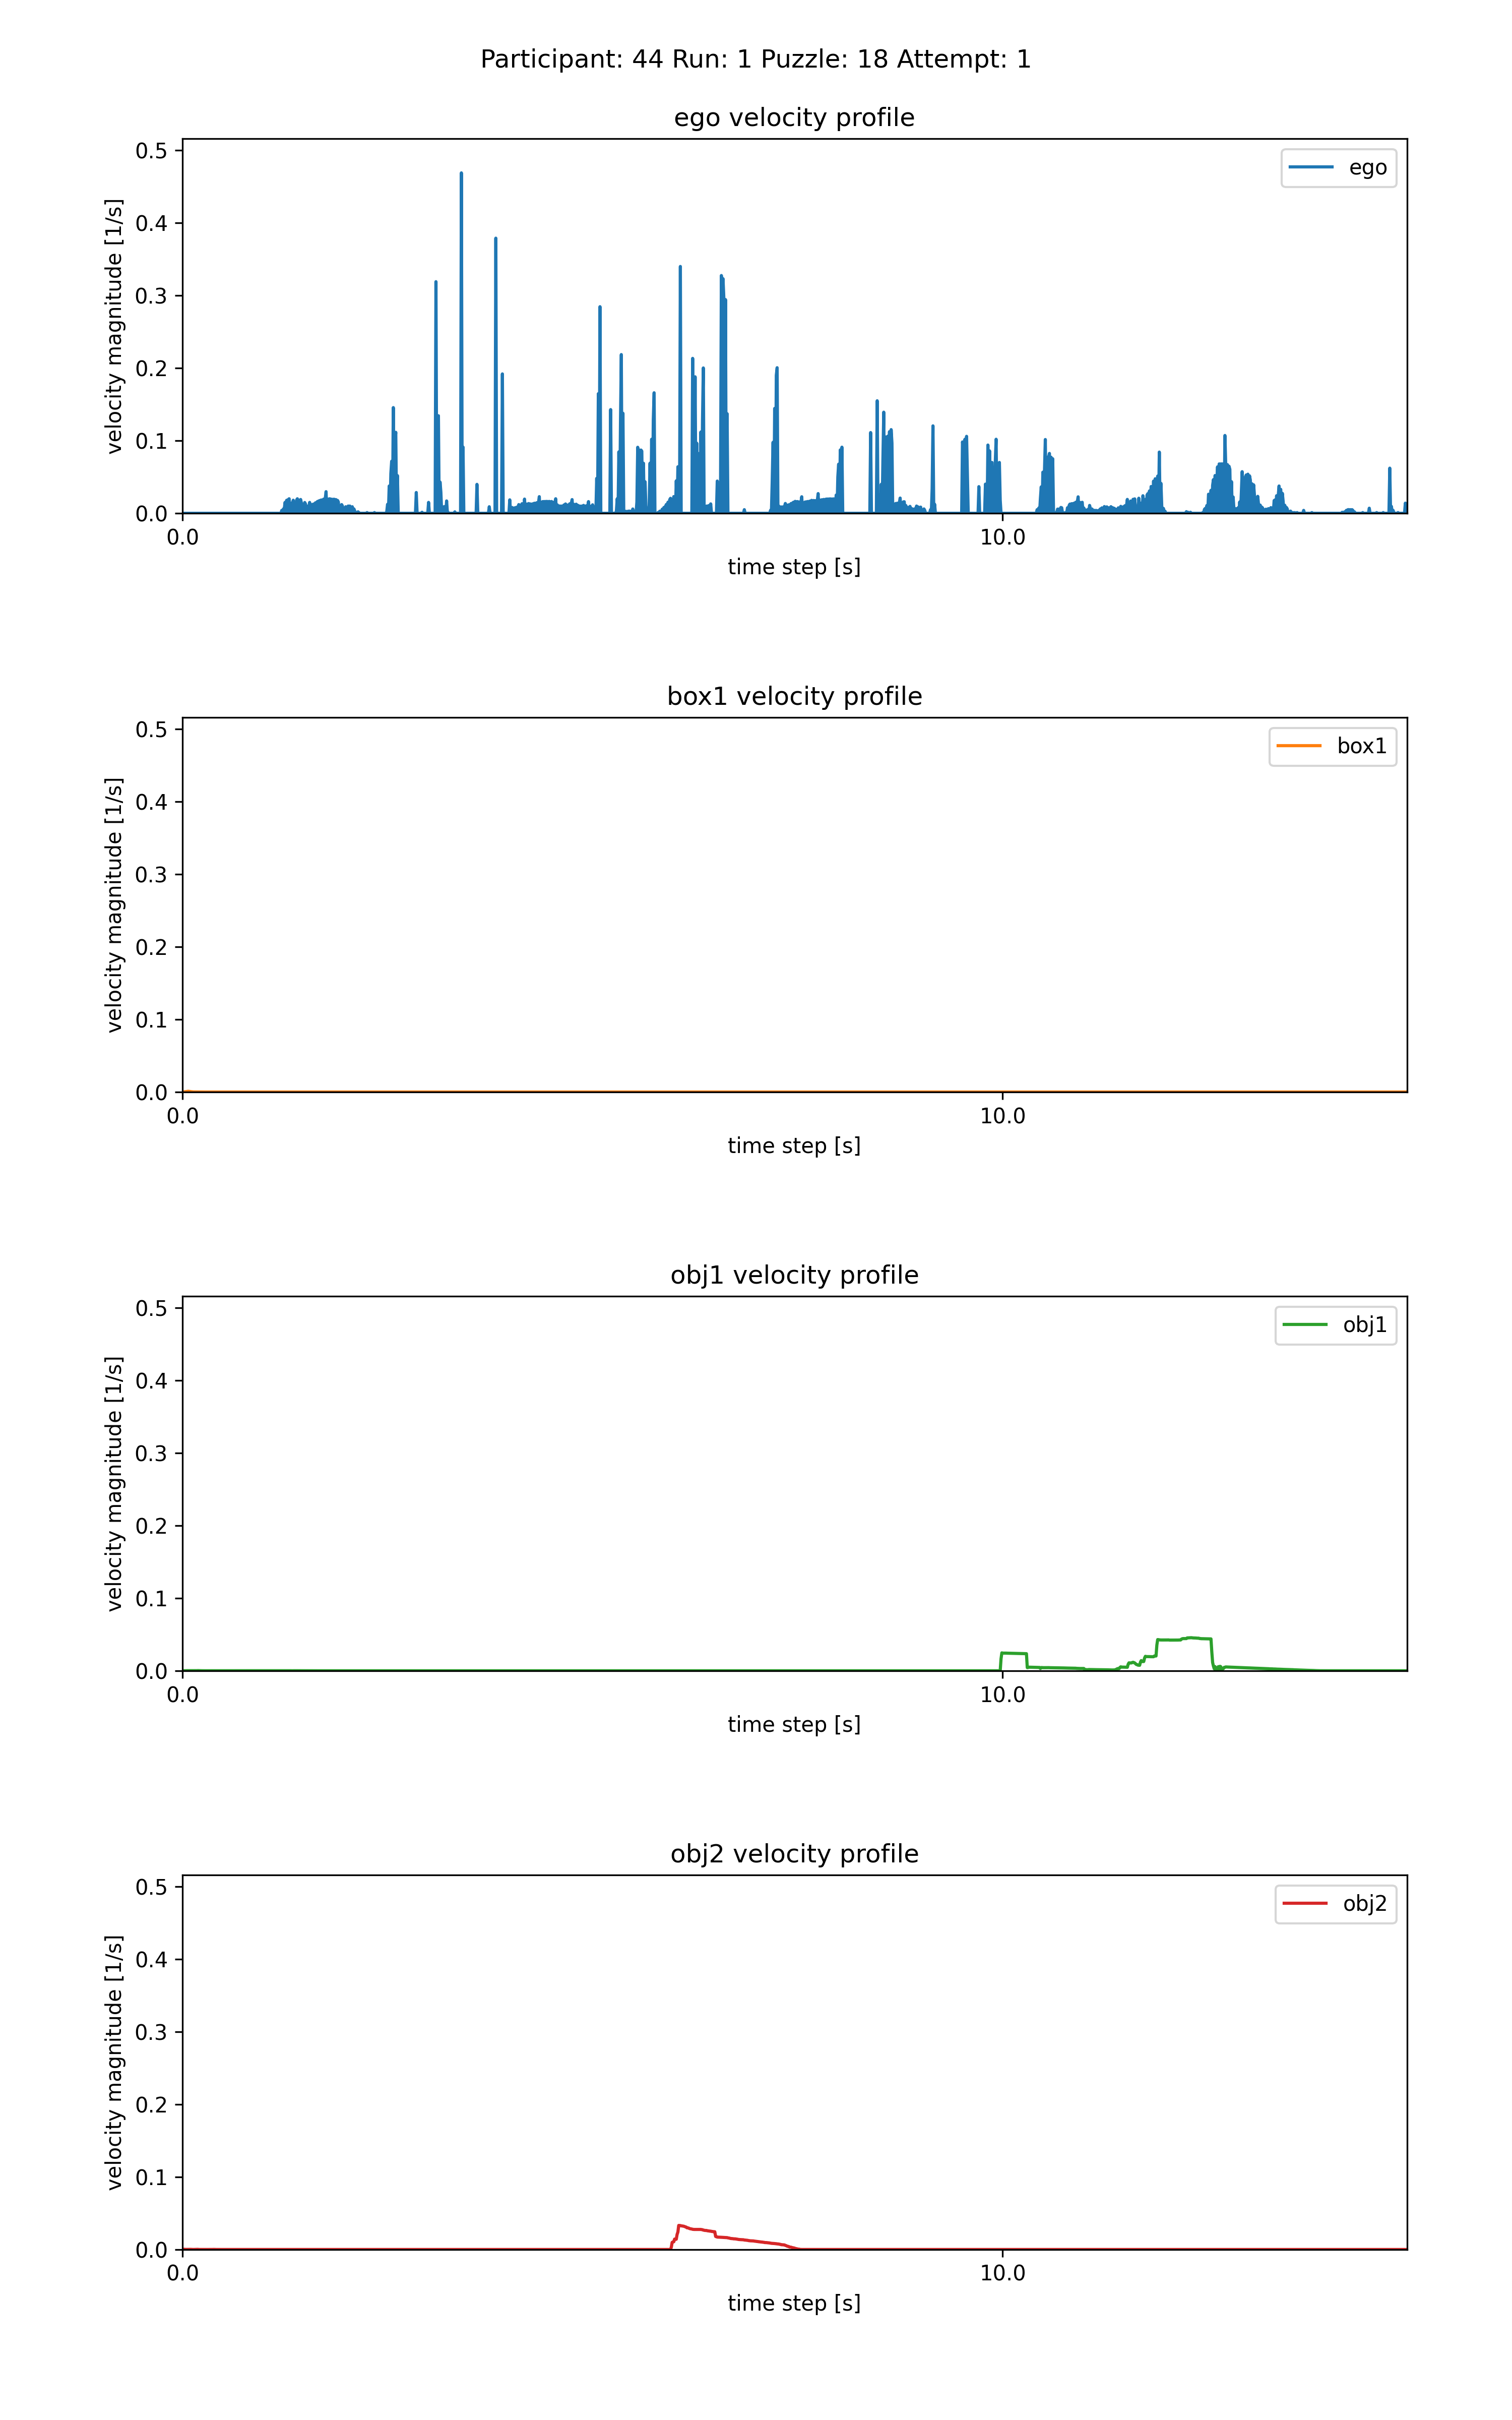 Participant: 44 Run: 1 Puzzle: 18 Attempt: 1
ego velocity profile
velocity magnitude [1/s]
0.5
0.4
0.3
0.2
0.1
0.0
ego
0.0 10.0
time step [s]
box1 velocity profile
velocity magnitude [1/s]
0.5
0.4
0.3
0.2
0.1
0.0
box1
0.0 10.0
time step [s]
obj1 velocity profile
velocity magnitude [1/s]
0.5
0.4
0.3
0.2
0.1
0.0
obj1
0.0 10.0
time step [s]
obj2 velocity profile
velocity magnitude [1/s]
0.5
0.4
0.3
0.2
0.1
0.0
obj2
0.0 10.0
time step [s]